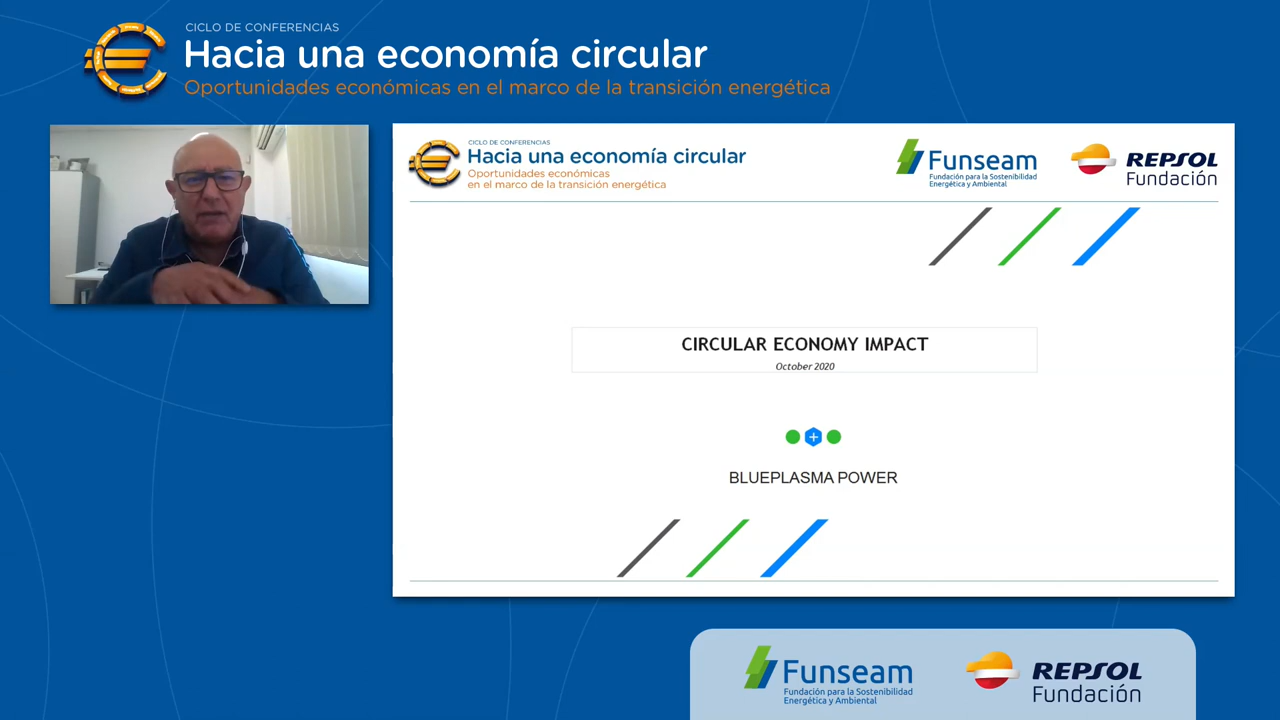 CICLO DE CONFERENCIAS
Hacia una economía circular
Oportunidades económicas en el marco de la transición energética
CICLO DE CONFERENCIAS
Hacia una economía circular
Oportunidades económicas
en el marco de la transición energética
Funseam
Fundación para la Sostenibilidad
Energética y Ambiental
REPSOL
Fundación
CIRCULAR ECONOMY IMPACT
October 2020
BLUEPLASMA POWER
Funseam
Fundación para la Sostenibilidad
Energética y Ambiental
REPSOL
Fundación